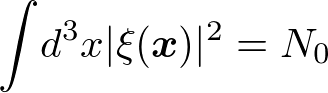 ∫d³x|ξ(𝒙)|² = N₀